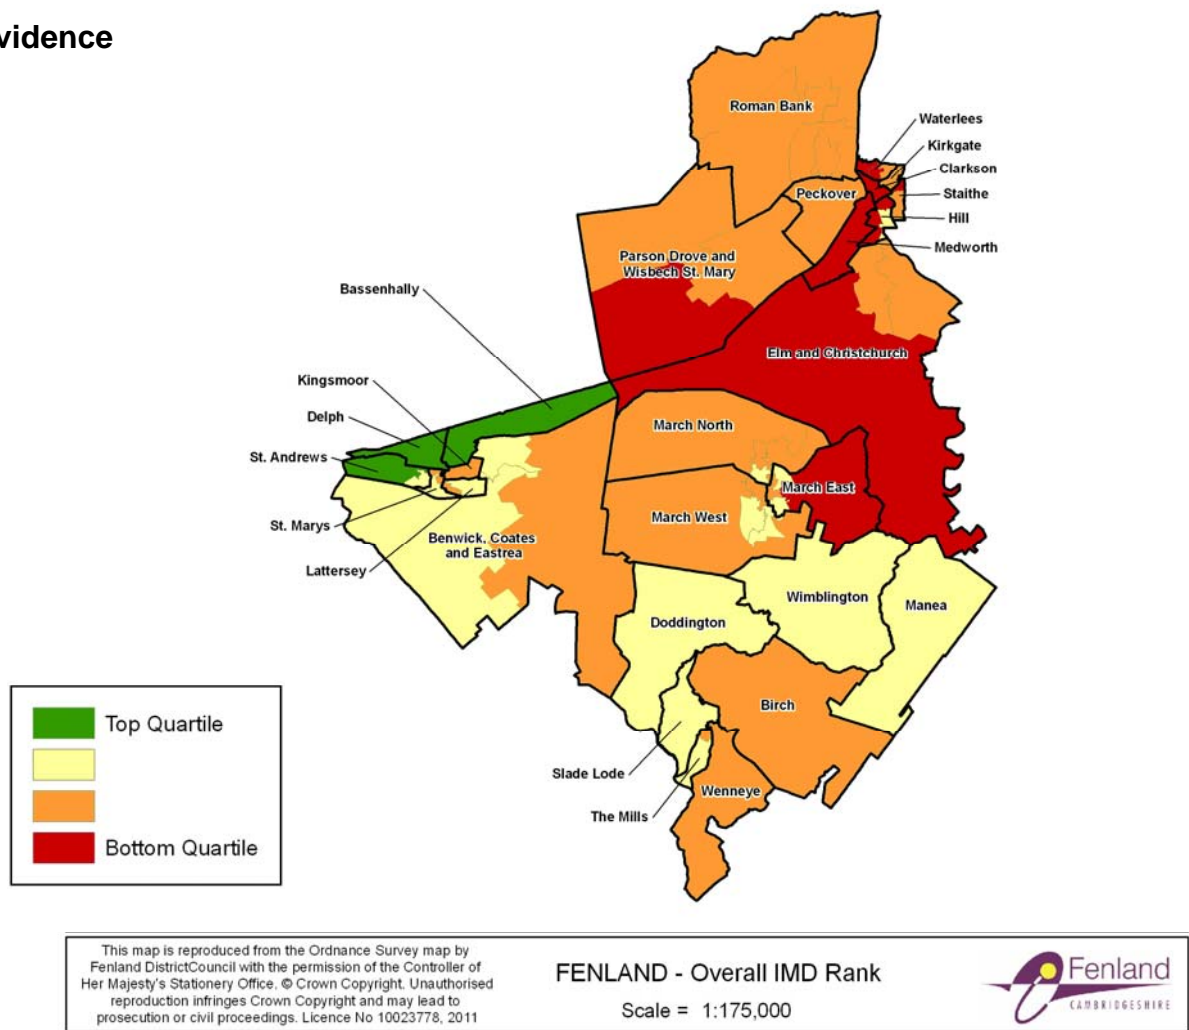 vidence
Roman Bank
Waterlees
Kirkgate
Clarkson
Peckover
Staithe
Hill
Medworth
Parson Drove and
Wisbech St. Mary
Bassenhally
Elm and Christchurch
Kingsmoor
Delph
March North
St. Andrews
March East
March West
St. Marys
Benwick, Coates
and Eastrea
Lattersey
Wimblington
Manea
Doddington
Birch
Top Quartile
Slade Lode
Wenneye
The Mills
Bottom Quartile
This map is reproduced from the Ordnance Survey map by
Fenland DistrictCouncil with the permission of the Controller of
Her Majesty's Stationery Office. © Crown Copyright. Unauthorised
reproduction infringes Crown Copyright and may lead to
prosecution or civil proceedings. Licence No 10023778, 2011
FENLAND - Overall IMD Rank
Scale = 1:175,000
Fenland
CAMBRIDGESHIRE